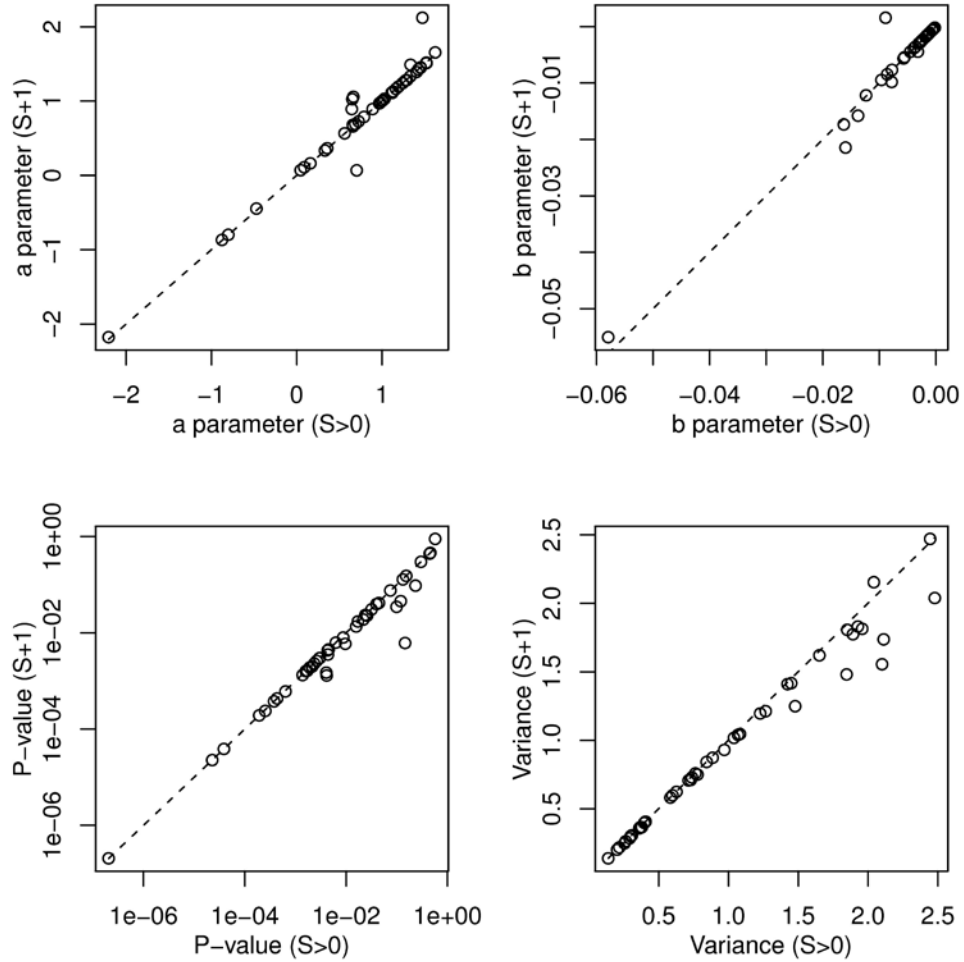 2
1
0
−1
−2
a parameter (S+1)
−2
−1
0
1
a parameter (S>0)
−0.01
−0.03
−0.05
b parameter (S+1)
−0.06
−0.04
−0.02
0.00
b parameter (S>0)
1e+00
1e−02
1e−04
1e−06
P−value (S+1)
1e−06
1e−04
1e−02
1e+00
P−value (S>0)
2.5
2.0
1.5
1.0
0.5
Variance (S+1)
0.5
1.0
1.5
2.0
2.5
Variance (S>0)